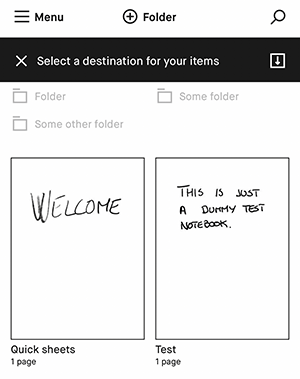 Menu
Folder
Select a destination for your items
Folder
Some folder
Some other folder
WELCOME
THIS IS JUST
A DUMMY TEST
NOTEBOOK.
Quick sheets
1 page
Test
1 page